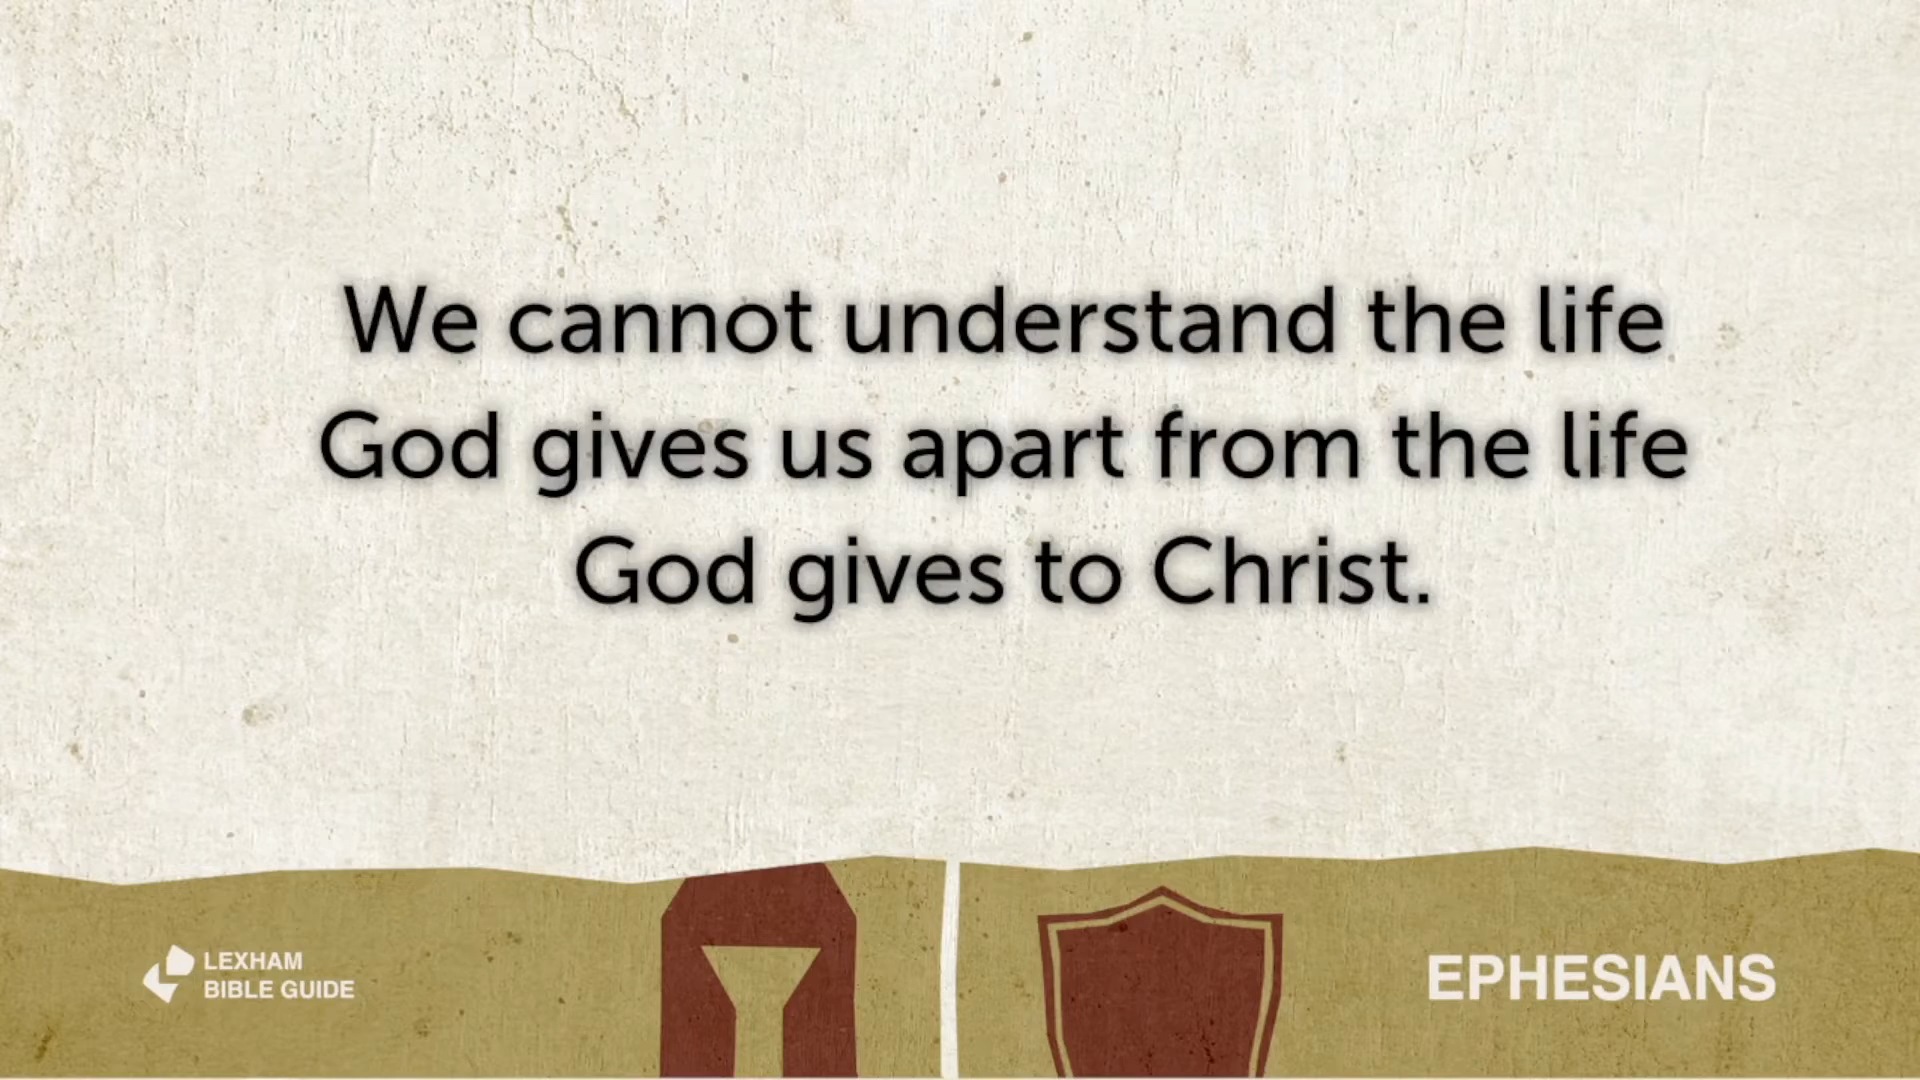 We cannot understand the life
God gives us apart from the life
God gives to Christ.
LEXHAM
BIBLE GUIDE
EPHESIANS